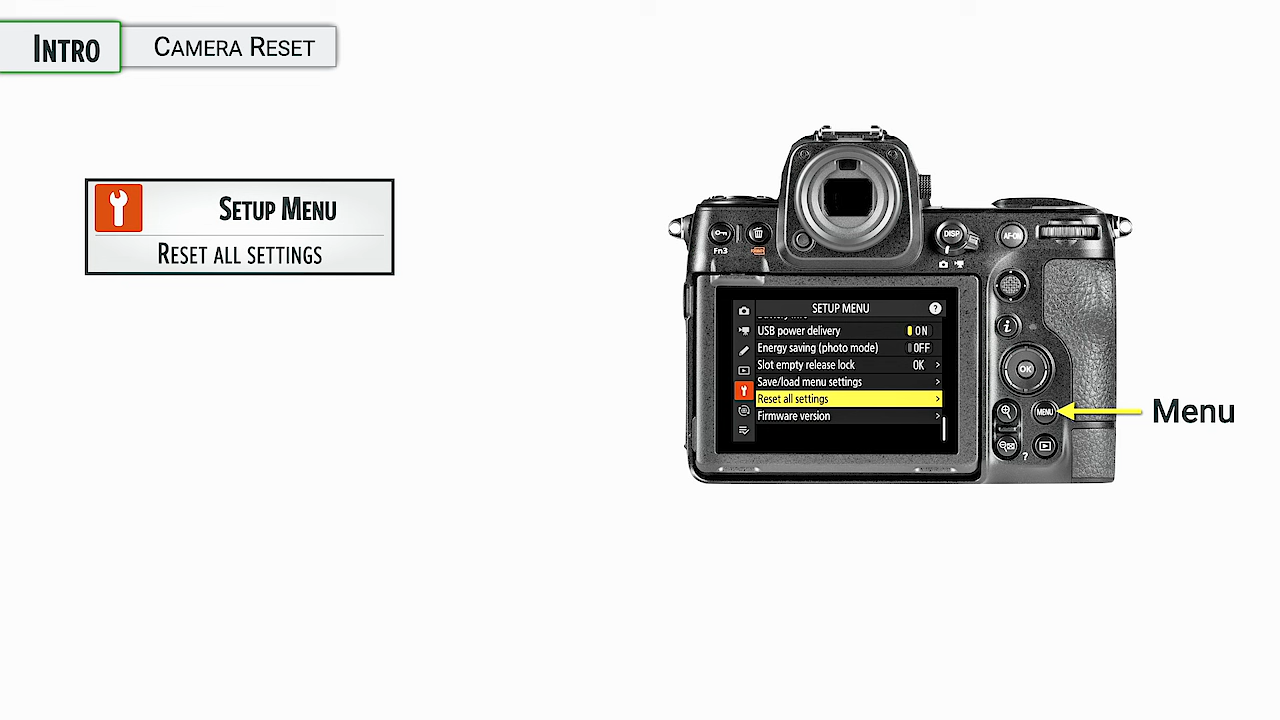 INTRO
CAMERA RESET
SETUP MENU
RESET ALL SETTINGS
DISP
AF-ON
Fn3
SETUP MENU
?
USB power delivery ON
Energy saving (photo mode) OFF
Slot empty release lock OK >
Save/load menu settings >
Reset all settings >
Firmware version >
i
OK
MENU
Menu
?